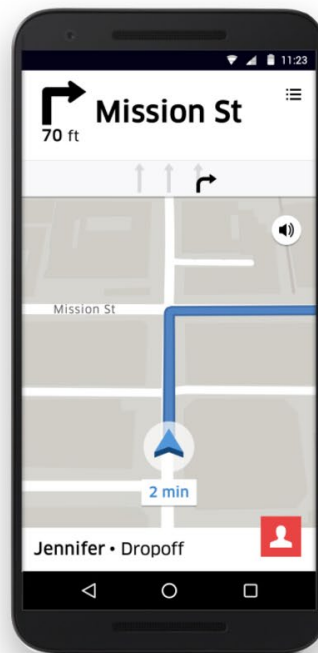 11:23
Mission St
70 ft
Mission St
2 min
Jennifer • Dropoff